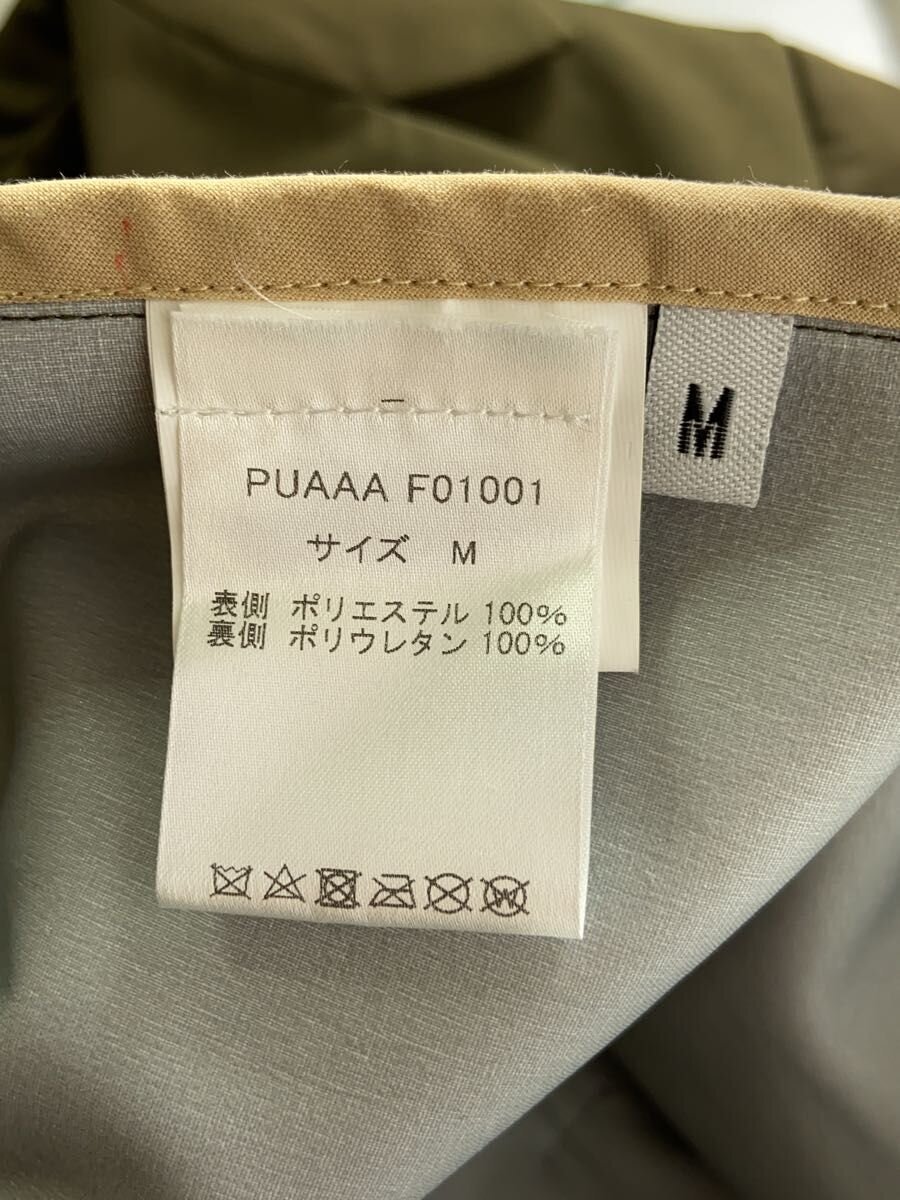 M
PUAAA F01001
サイズ M
表側 ポリエステル 100%
裏側 ポリウレタン 100%
W